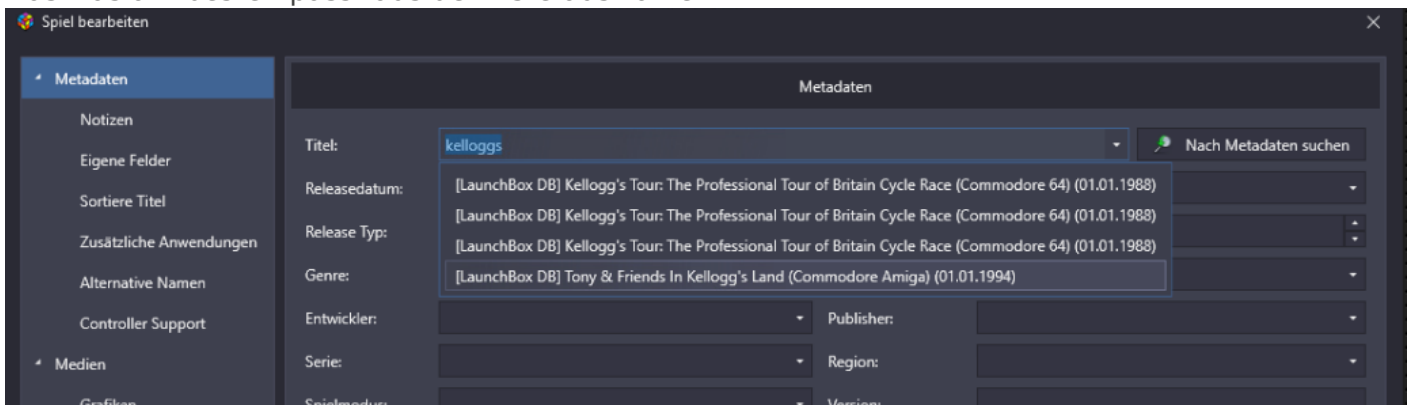 Spiel bearbeiten
Metadaten
Metadaten
Notizen
Titel:
kelloggs
Nach Metadaten suchen
Eigene Felder
Releasedatum:
[LaunchBox DB] Kellogg's Tour: The Professional Tour of Britain Cycle Race (Commodore 64) (01.01.1988)
Sortiere Titel
[LaunchBox DB] Kellogg's Tour: The Professional Tour of Britain Cycle Race (Commodore 64) (01.01.1988)
Release Typ:
Zusätzliche Anwendungen
[LaunchBox DB] Kellogg's Tour: The Professional Tour of Britain Cycle Race (Commodore 64) (01.01.1988)
Genre:
[LaunchBox DB] Tony & Friends In Kellogg's Land (Commodore Amiga) (01.01.1994)
Alternative Namen
Entwickler:
Publisher:
Controller Support
Serie:
Region:
Medien
Grafiken
Spielmodus:
Version: